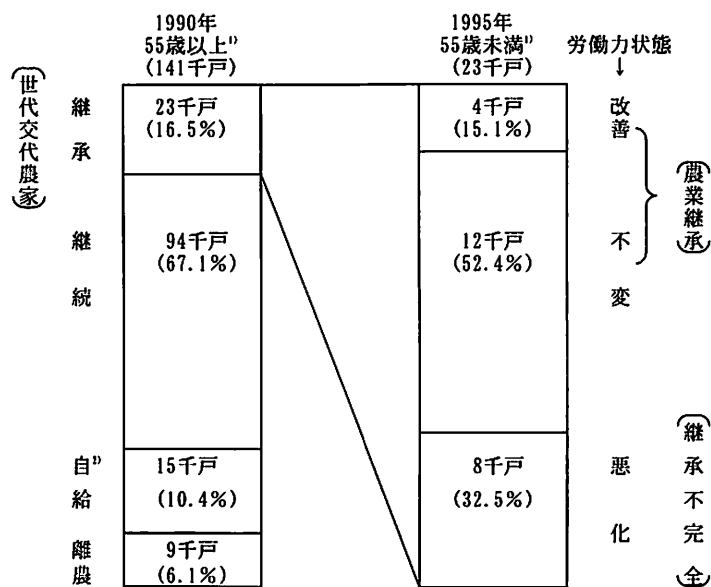 1990年
55歳以上¹⁾
(141千戸)
1995年
55歳未満¹⁾
(23千戸)
労働力状態
↓
(世代交代農家)
継承
23千戸
(16.5%)
4千戸
(15.1%)
改善
継続
94千戸
(67.1%)
12千戸
(52.4%)
不変
(農業継承)
自²⁾給
15千戸
(10.4%)
8千戸
(32.5%)
悪化
(継承不完全)
離農
9千戸
(6.1%)